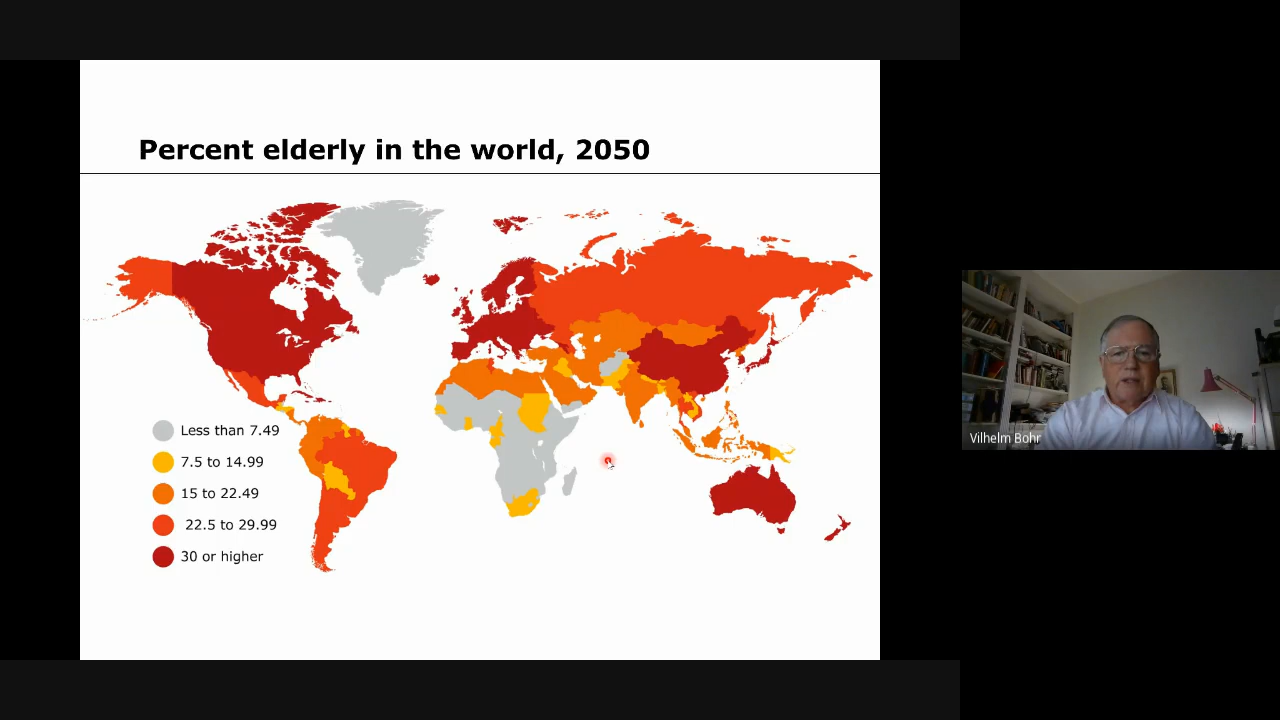 Percent elderly in the world, 2050
Less than 7.49
7.5 to 14.99
15 to 22.49
22.5 to 29.99
30 or higher
Vilhelm Bohr